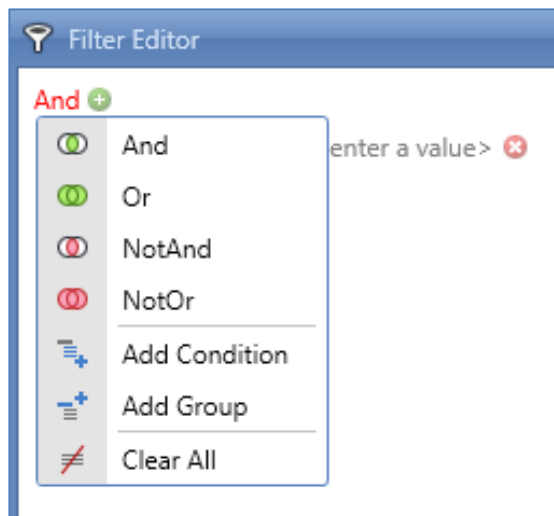 Filter Editor
And
And
enter a value>
Or
NotAnd
NotOr
Add Condition
Add Group
Clear All